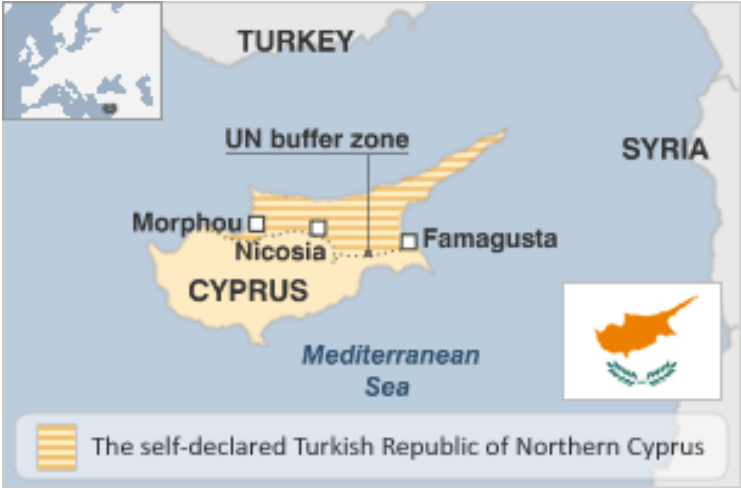 TURKEY
UN buffer zone
SYRIA
Morphou
Nicosia
Famagusta
CYPRUS
Mediterranean
Sea
The self-declared Turkish Republic of Northern Cyprus